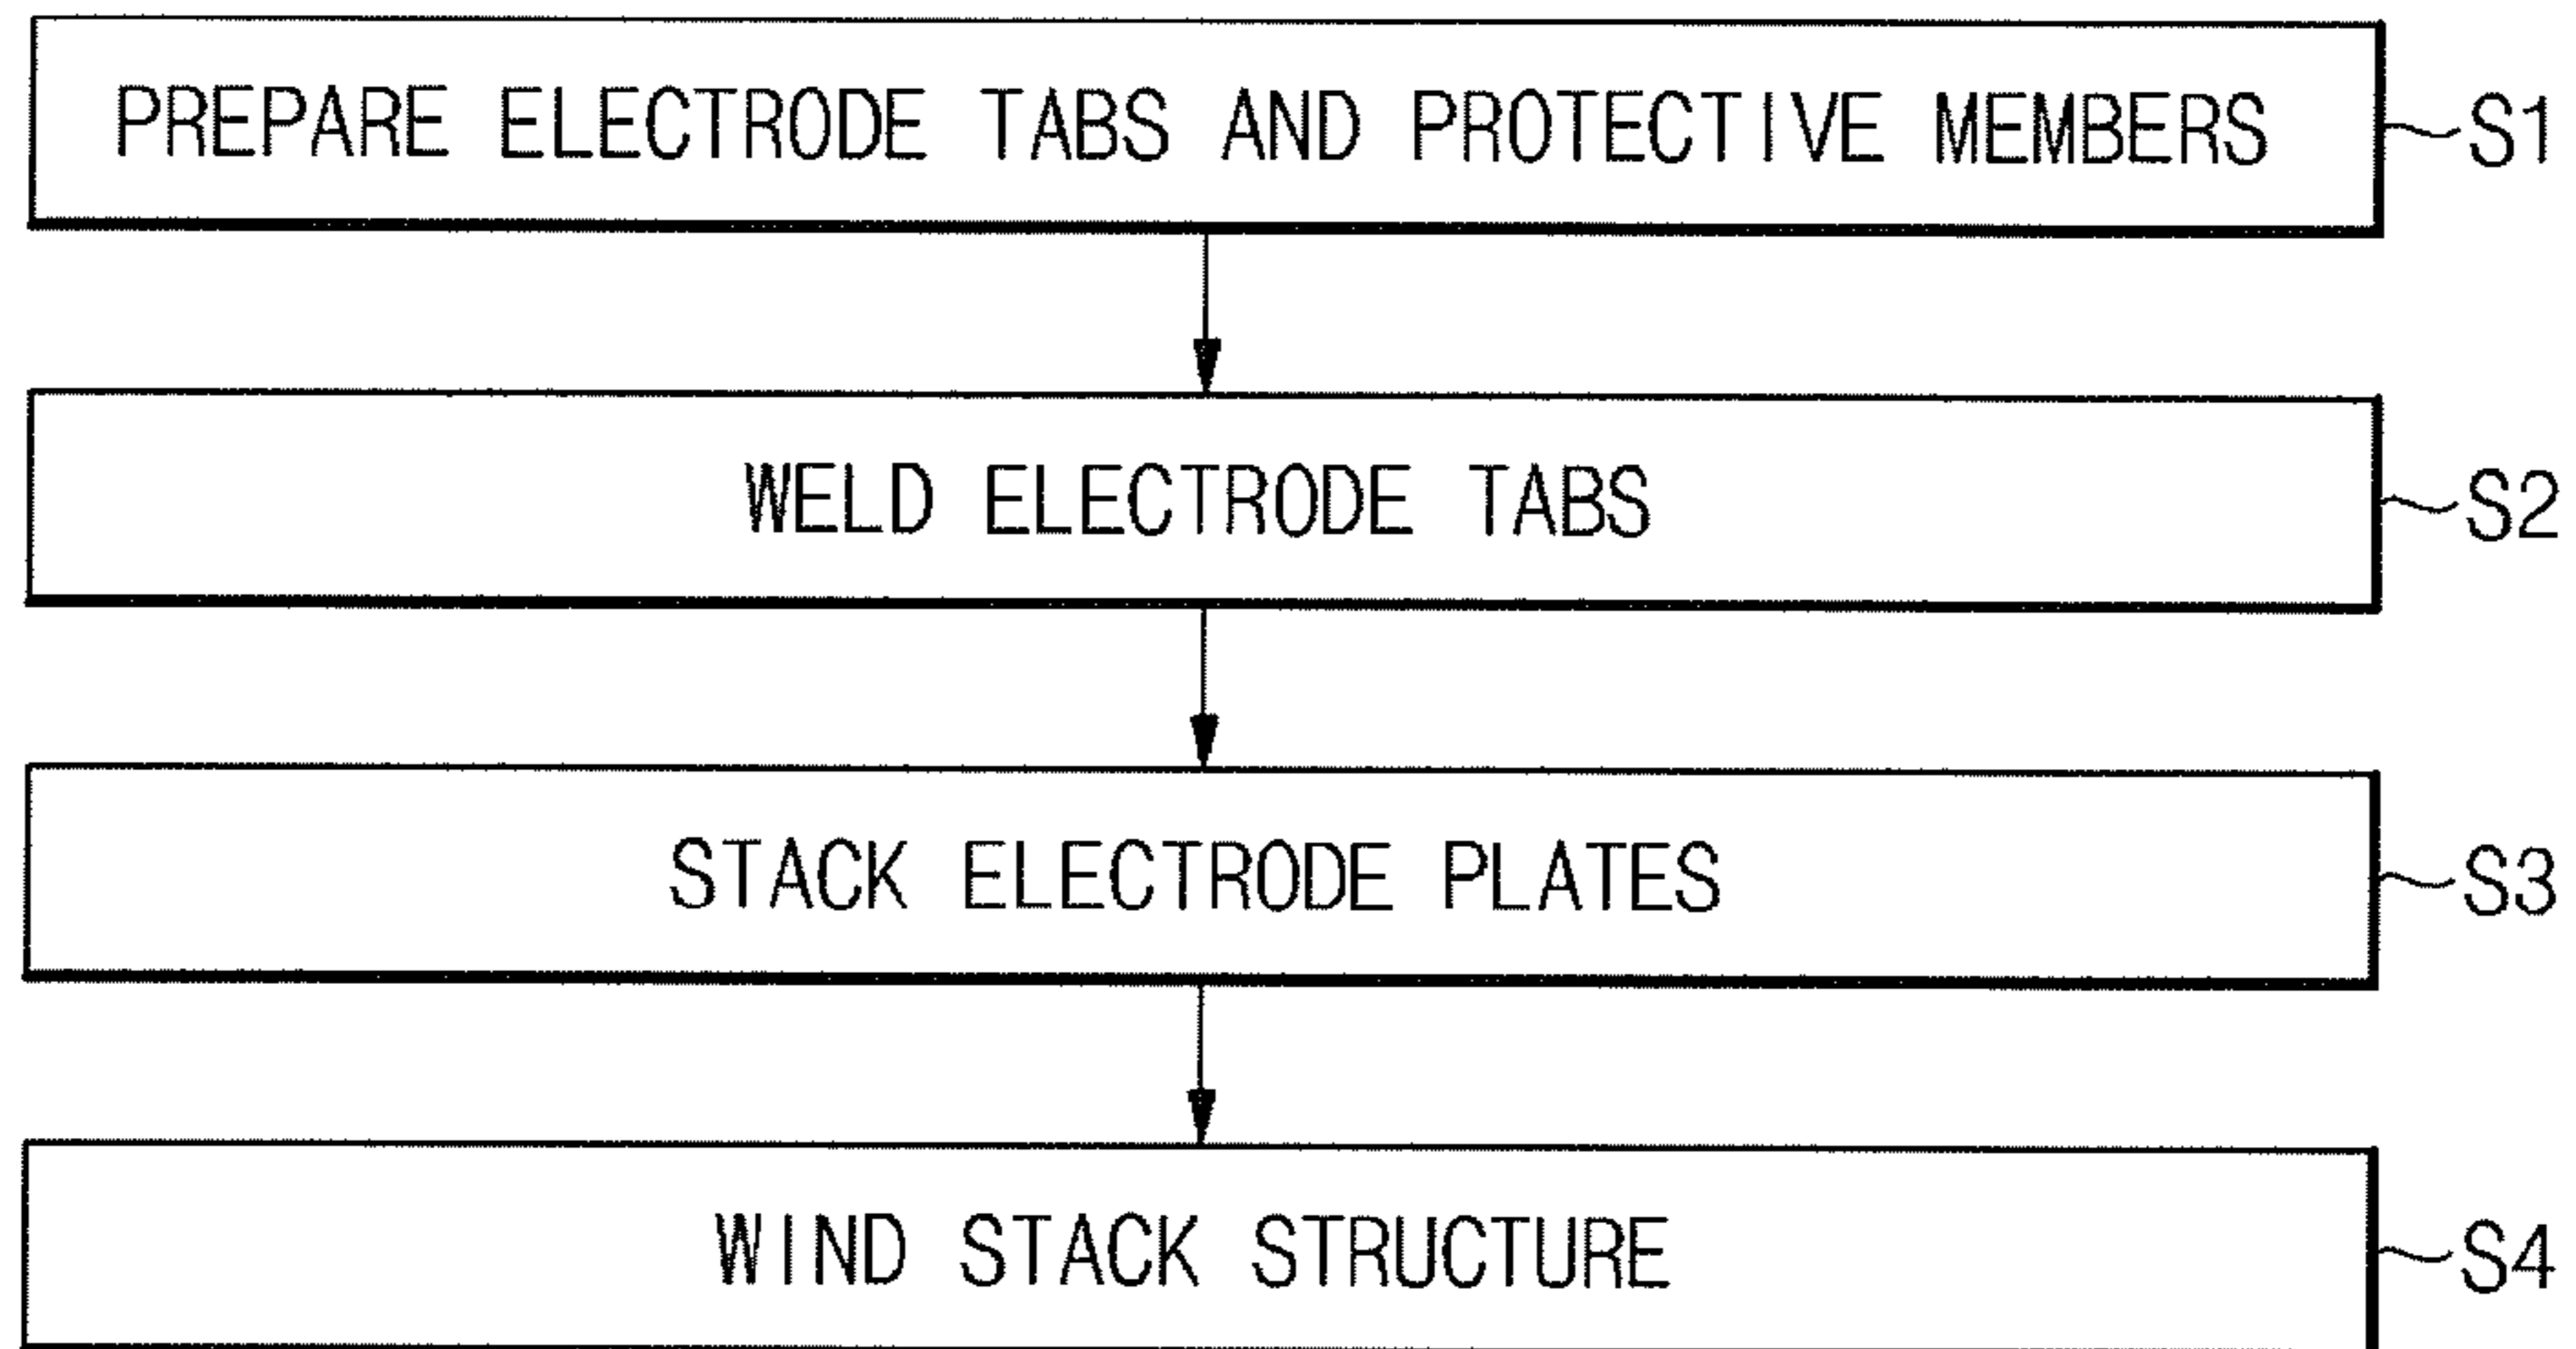 PREPARE ELECTRODE TABS AND PROTECTIVE MEMBERS S1
WELD ELECTRODE TABS S2
STACK ELECTRODE PLATES S3
WIND STACK STRUCTURE S4